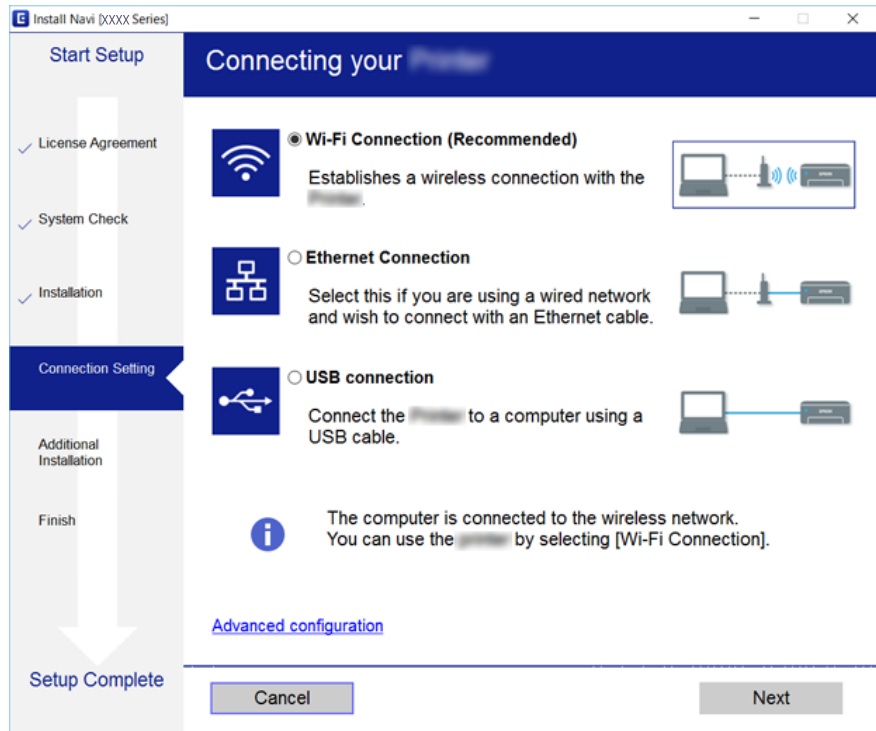 Install Navi [XXXX Series]
Start Setup
License Agreement
System Check
Installation
Connection Setting
Additional
Installation
Finish
Setup Complete
Connecting your
Wi-Fi Connection (Recommended)
Establishes a wireless connection with the
.
Ethernet Connection
Select this if you are using a wired network
and wish to connect with an Ethernet cable.
USB connection
Connect the to a computer using a
USB cable.
The computer is connected to the wireless network.
You can use the by selecting [Wi-Fi Connection].
Advanced configuration
Cancel
Next